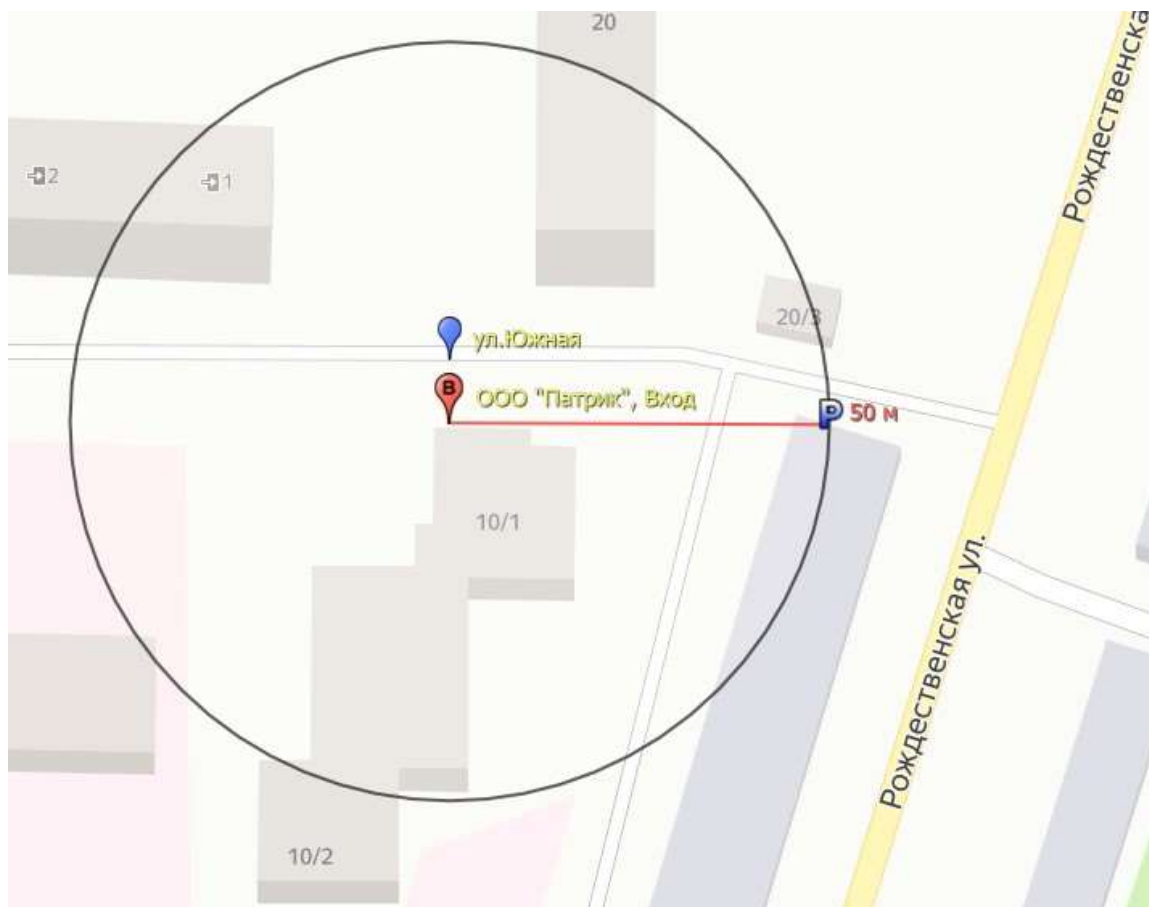 20
Рождественска
2
1
20/3
ул.Южная
В
ООО "Патрик", Вход
Р 50 м
10/1
Рождественская ул.
10/2